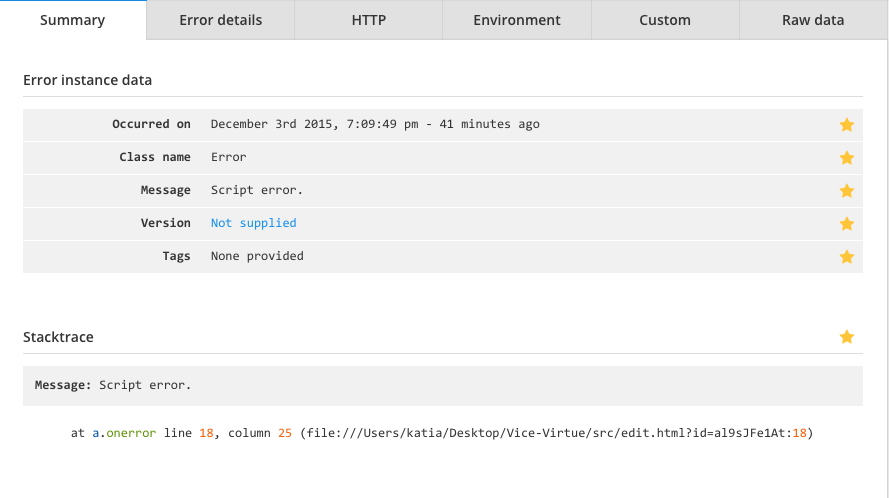 Summary Error details HTTP Environment Custom Raw data
Error instance data
Occurred on December 3rd 2015, 7:09:49 pm - 41 minutes ago
Class name Error
Message Script error.
Version Not supplied
Tags None provided
Stacktrace
Message: Script error.
at a.onerror line 18, column 25 (file:///Users/katia/Desktop/Vice-Virtue/src/edit.html?id=al9sJFe1At:18)